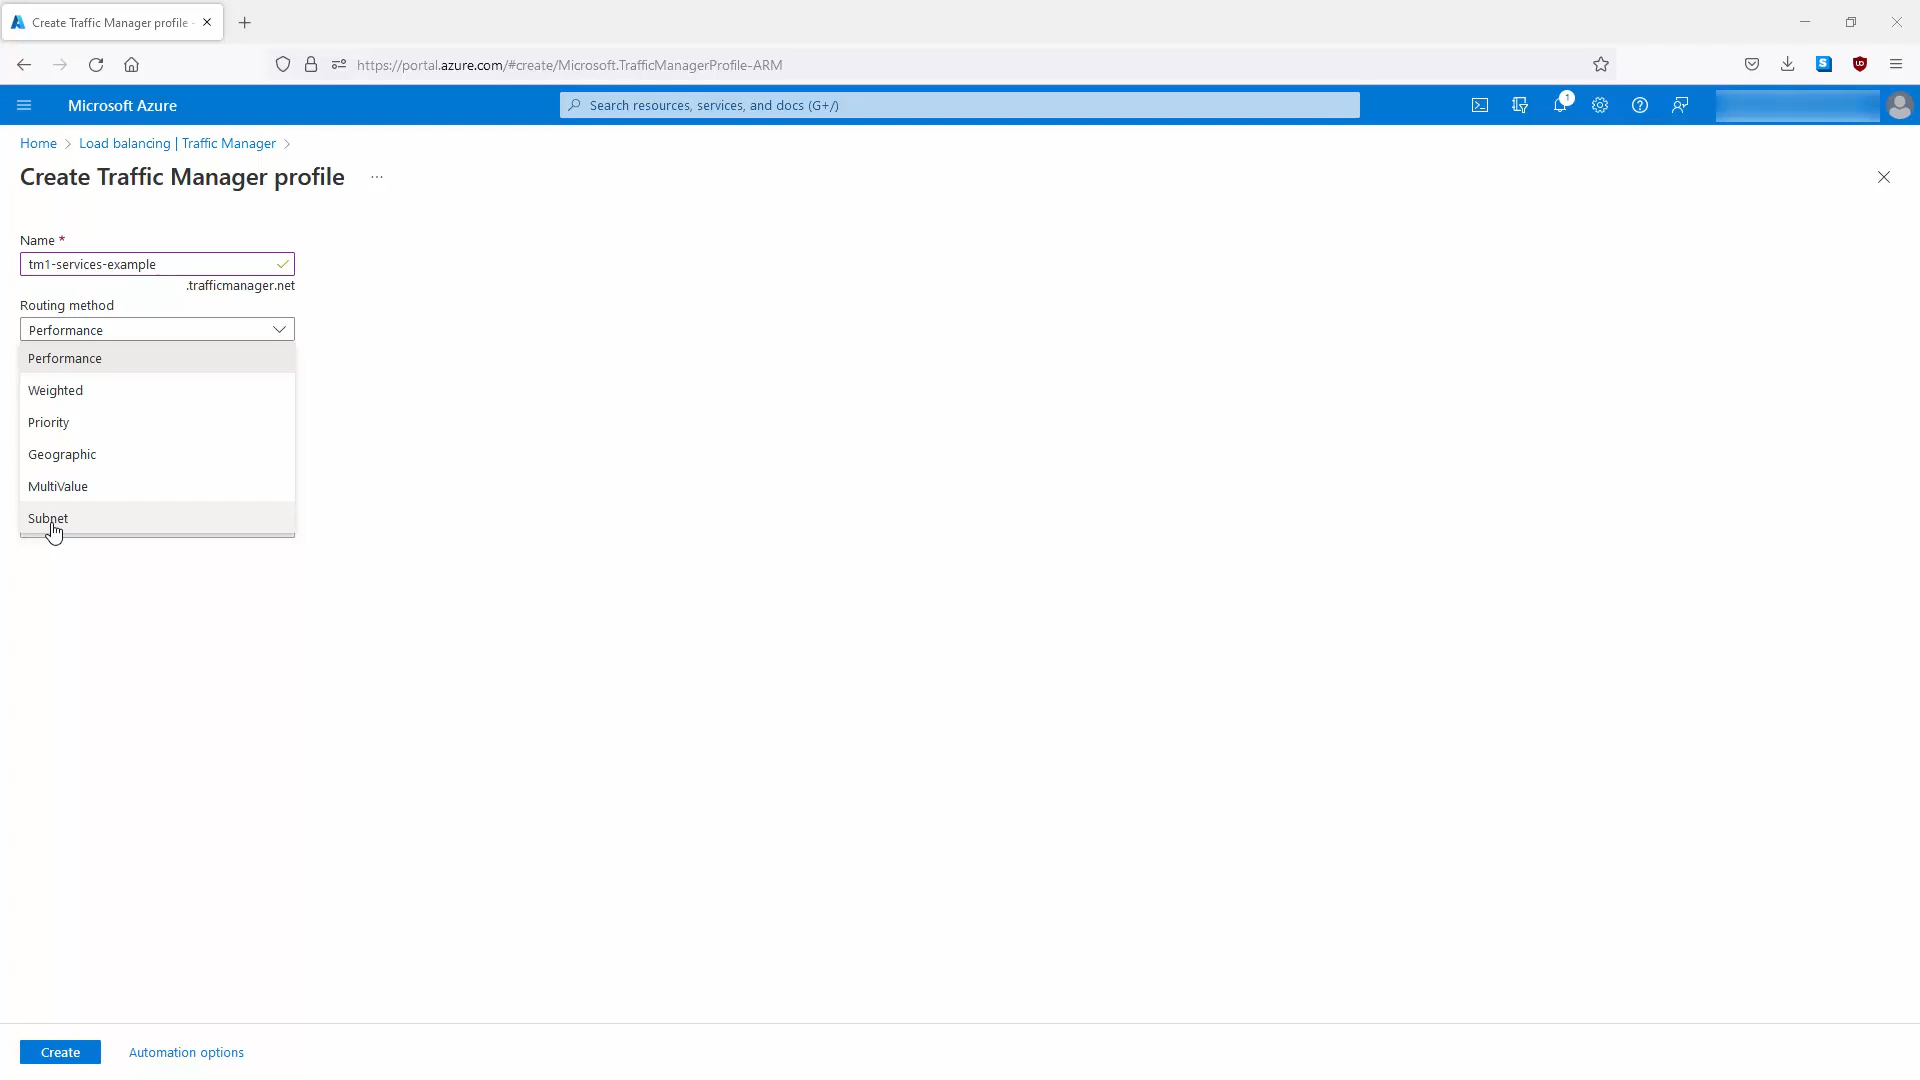 Create Traffic Manager profile -
https://portal.azure.com/#create/Microsoft.TrafficManagerProfile-ARM
S
UD
Microsoft Azure
Search resources, services, and docs (G+/)
1
Home > Load balancing | Traffic Manager >
Create Traffic Manager profile ...
Name *
tm1-services-example
.trafficmanager.net
Routing method
Performance
Performance
Weighted
Priority
Geographic
MultiValue
Subnet
Create Automation options